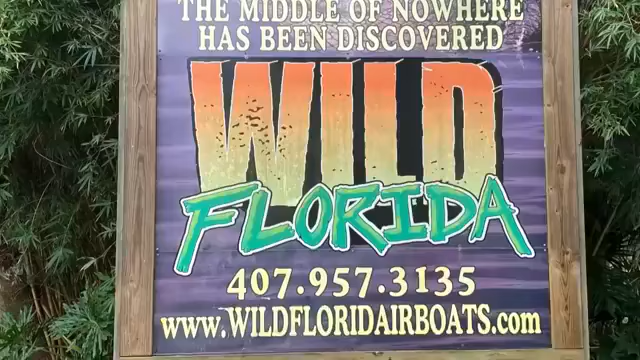 THE MIDDLE OF NOWHERE
HAS BEEN DISCOVERED
WILD
FLORIDA
407.957.3135
www.WILDFLORIDAIRBOATS.com